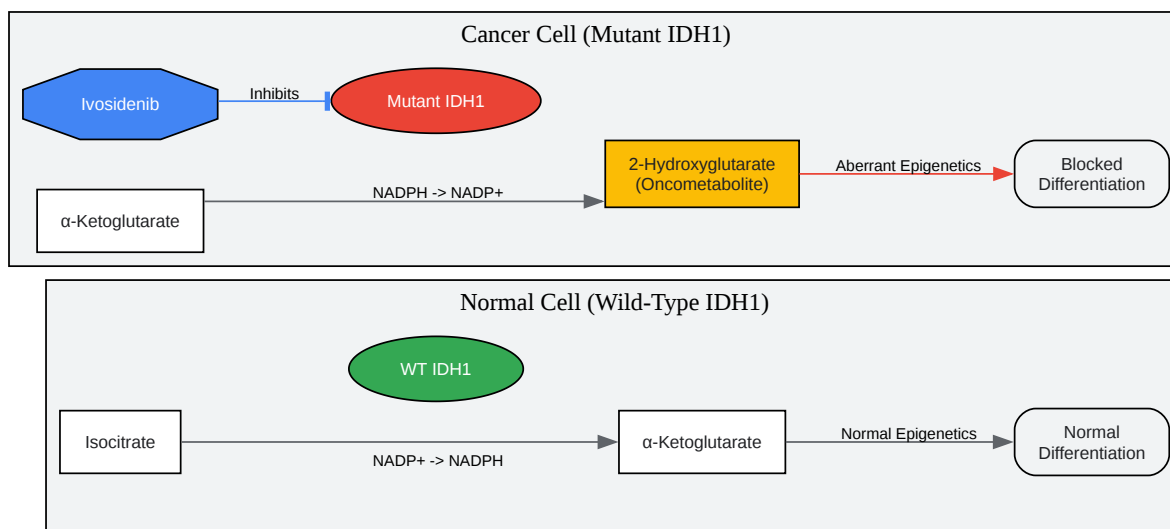 Cancer Cell (Mutant IDH1)
Ivosidenib
Inhibits
Mutant IDH1
α-Ketoglutarate
NADPH -> NADP+
2-Hydroxyglutarate
(Oncometabolite)
Aberrant Epigenetics
Blocked
Differentiation
Normal Cell (Wild-Type IDH1)
WT IDH1
Isocitrate
NADP+ -> NADPH
α-Ketoglutarate
Normal Epigenetics
Normal
Differentiation